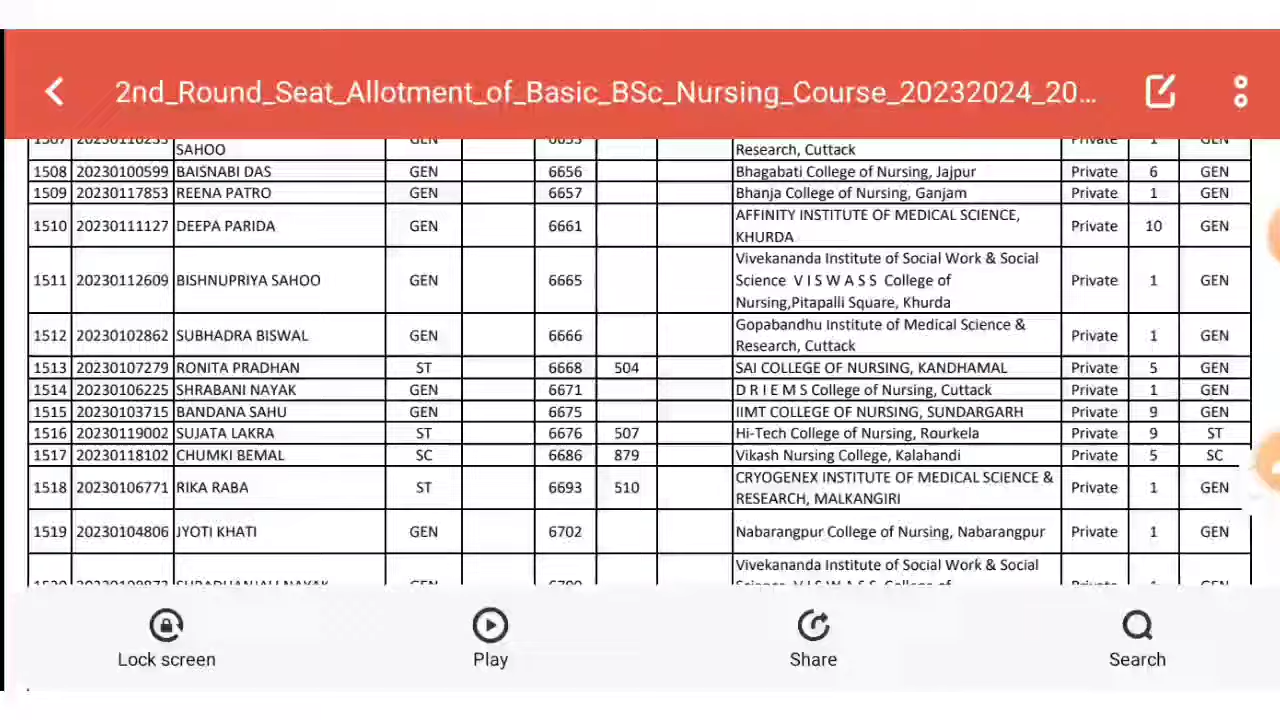 2nd_Round_Seat_Allotment_of_Basic_BSc_Nursing_Course_20232024_20...
SAHOO Research, Cuttack
1508 20230100599 BAISNABI DAS GEN 6656 Bhagabati College of Nursing, Jajpur Private 6 GEN
1509 20230117853 REENA PATRO GEN 6657 Bhanja College of Nursing, Ganjam Private 1 GEN
1510 20230111127 DEEPA PARIDA GEN 6661 AFFINITY INSTITUTE OF MEDICAL SCIENCE, Private 10 GEN
KHURDA
1511 20230112609 BISHNUPRIYA SAHOO GEN 6665 Vivekananda Institute of Social Work & Social Private 1 GEN
Science V I S W A S S College of
Nursing,Pitapalli Square, Khurda
1512 20230102862 SUBHADRA BISWAL GEN 6666 Gopabandhu Institute of Medical Science & Private 1 GEN
Research, Cuttack
1513 20230107279 RONITA PRADHAN ST 6668 504 SAI COLLEGE OF NURSING, KANDHAMAL Private 5 GEN
1514 20230106225 SHRABANI NAYAK GEN 6671 D R I E M S College of Nursing, Cuttack Private 1 GEN
1515 20230103715 BANDANA SAHU GEN 6675 IIMT COLLEGE OF NURSING, SUNDARGARH Private 9 GEN
1516 20230119002 SUJATA LAKRA ST 6676 507 Hi-Tech College of Nursing, Rourkela Private 9 ST
1517 20230118102 CHUMKI BEMAL SC 6686 879 Vikash Nursing College, Kalahandi Private 5 SC
1518 20230106771 RIKA RABA ST 6693 510 CRYOGENEX INSTITUTE OF MEDICAL SCIENCE & Private 1 GEN
RESEARCH, MALKANGIRI
1519 20230104806 JYOTI KHATI GEN 6702 Nabarangpur College of Nursing, Nabarangpur Private 1 GEN
Vivekananda Institute of Social Work & Social
Lock screen Play Share Search